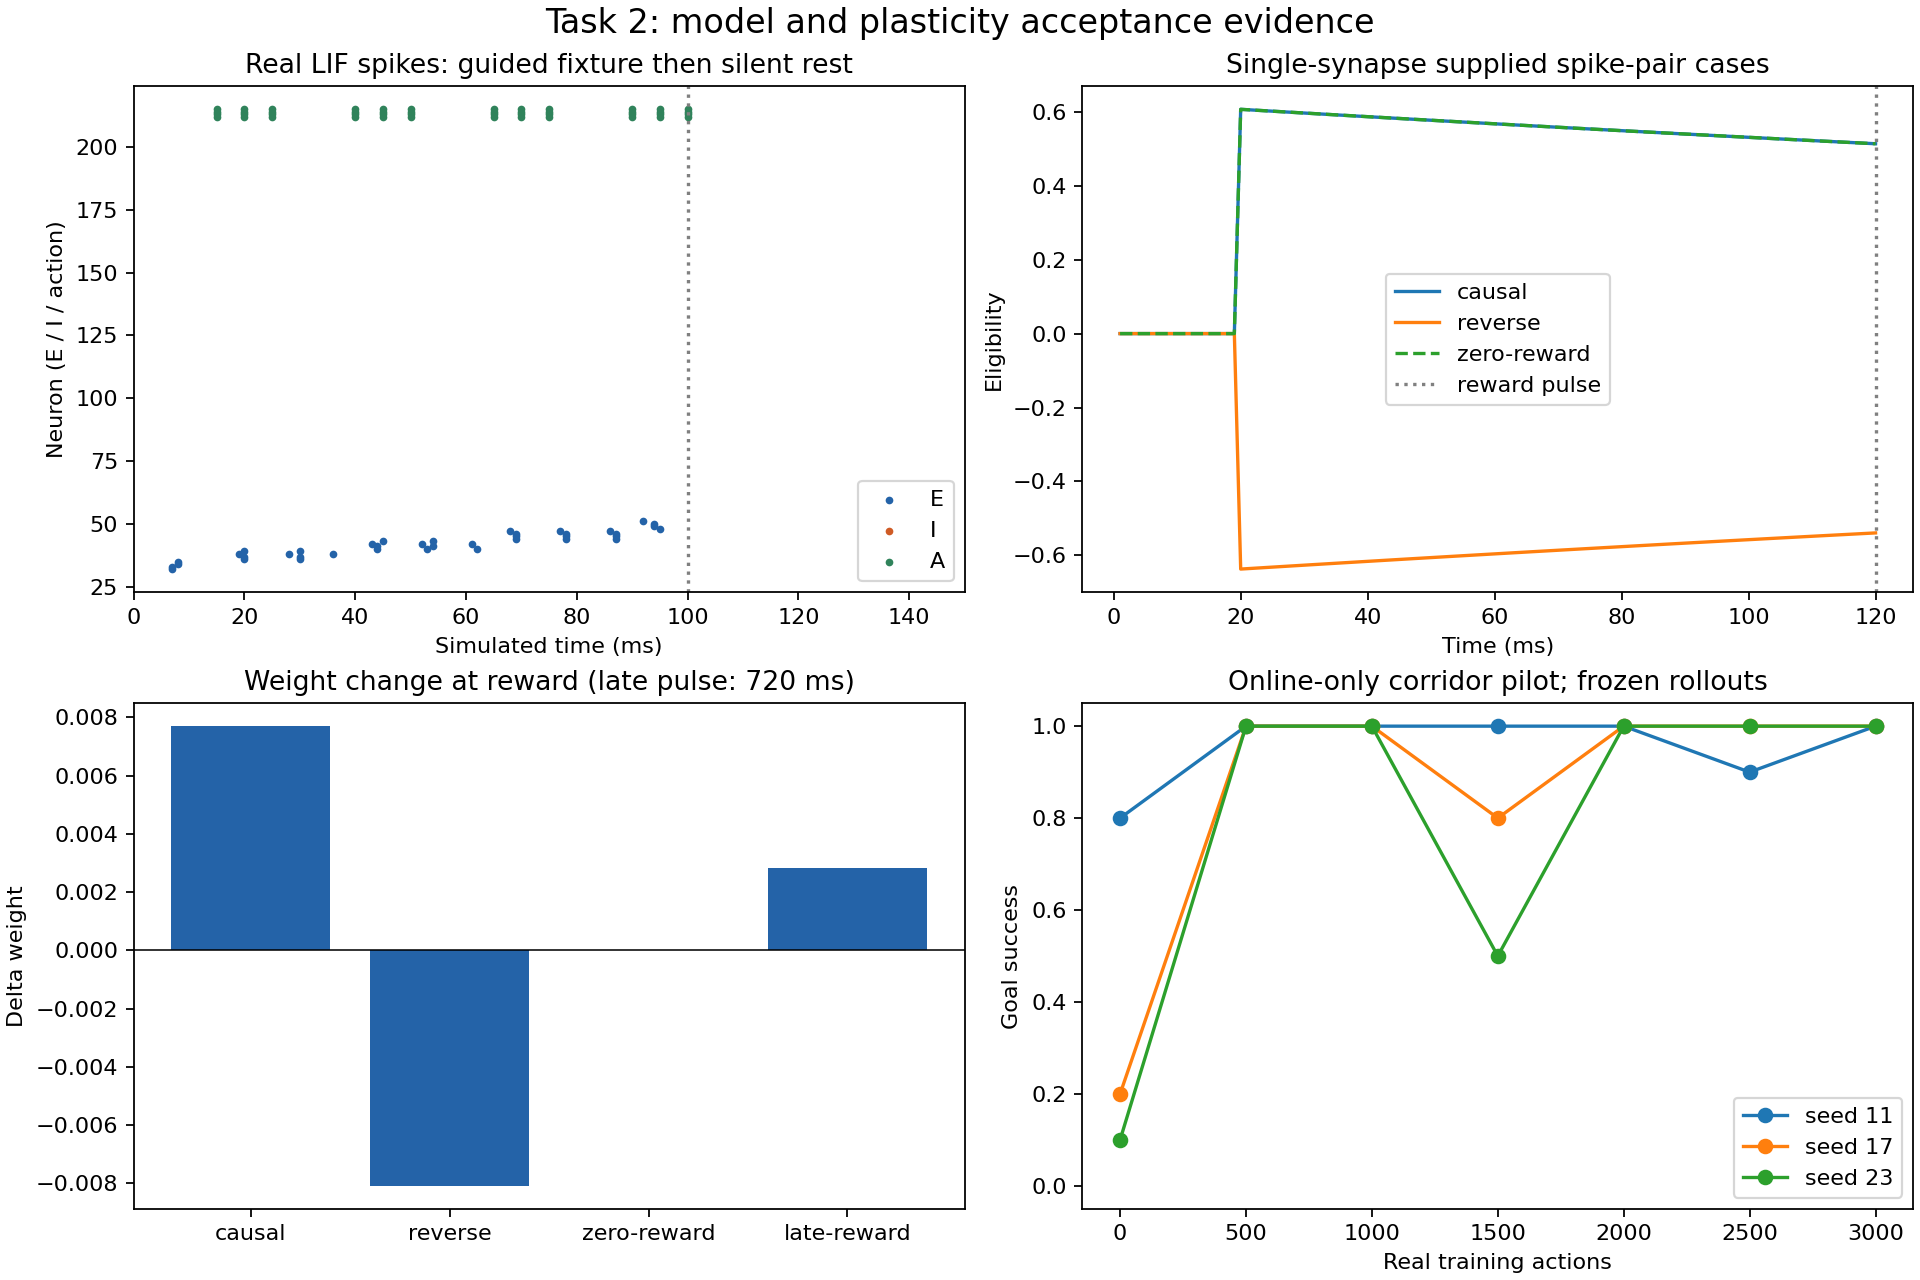 Task 2: model and plasticity acceptance evidence
Real LIF spikes: guided fixture then silent rest
Neuron (E / I / action)
200
175
150
125
100
75
50
25
0
20
40
60
80
100
120
140
Simulated time (ms)
E
I
A
Single-synapse supplied spike-pair cases
Eligibility
0.6
0.4
0.2
0.0
−0.2
−0.4
−0.6
0
20
40
60
80
100
120
Time (ms)
causal
reverse
zero-reward
reward pulse
Weight change at reward (late pulse: 720 ms)
Delta weight
0.008
0.006
0.004
0.002
0.000
−0.002
−0.004
−0.006
−0.008
causal
reverse
zero-reward
late-reward
Online-only corridor pilot; frozen rollouts
Goal success
1.0
0.8
0.6
0.4
0.2
0.0
0
500
1000
1500
2000
2500
3000
Real training actions
seed 11
seed 17
seed 23